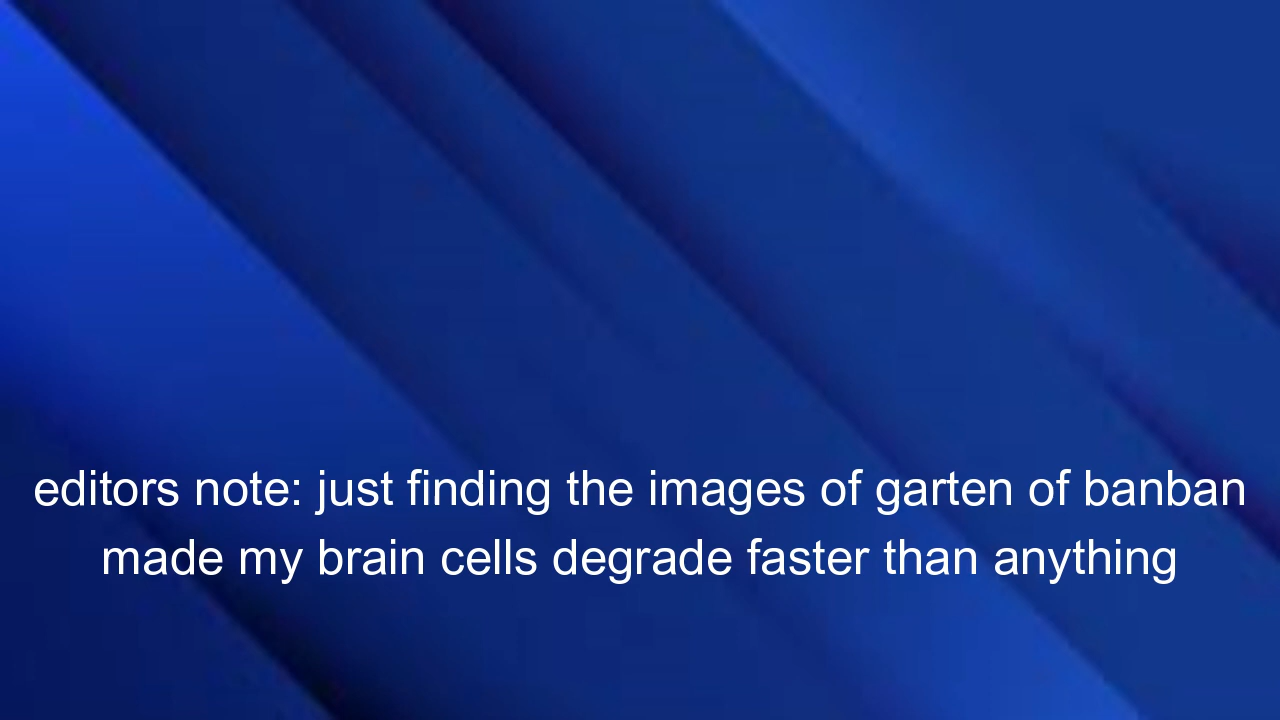 editors note: just finding the images of garten of banban
made my brain cells degrade faster than anything